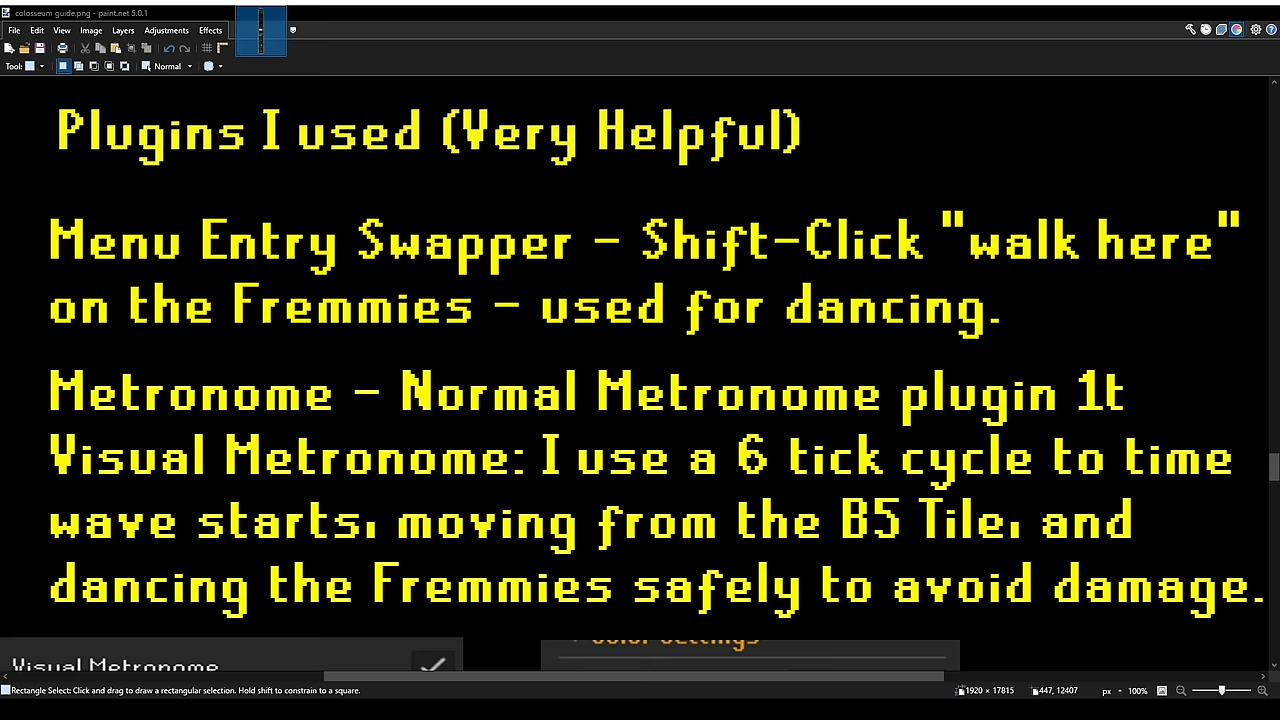 colosseum guide.png - paint.net 5.0.1
File Edit View Image Layers Adjustments Effects
Tool: Normal
Plugins I used (Very Helpful)
Menu Entry Swapper - Shift-Click "walk here"
on the Fremmies - used for dancing.
Metronome - Normal Metronome plugin 1t
Visual Metronome: I use a 6 tick cycle to time
wave starts, moving from the B5 Tile, and
dancing the Fremmies safely to avoid damage.
Color Settings
Visual Metronome
Rectangle Select: Click and drag to draw a rectangular selection. Hold shift to constrain to a square. 1920 × 17815 447, 12407 px 100%